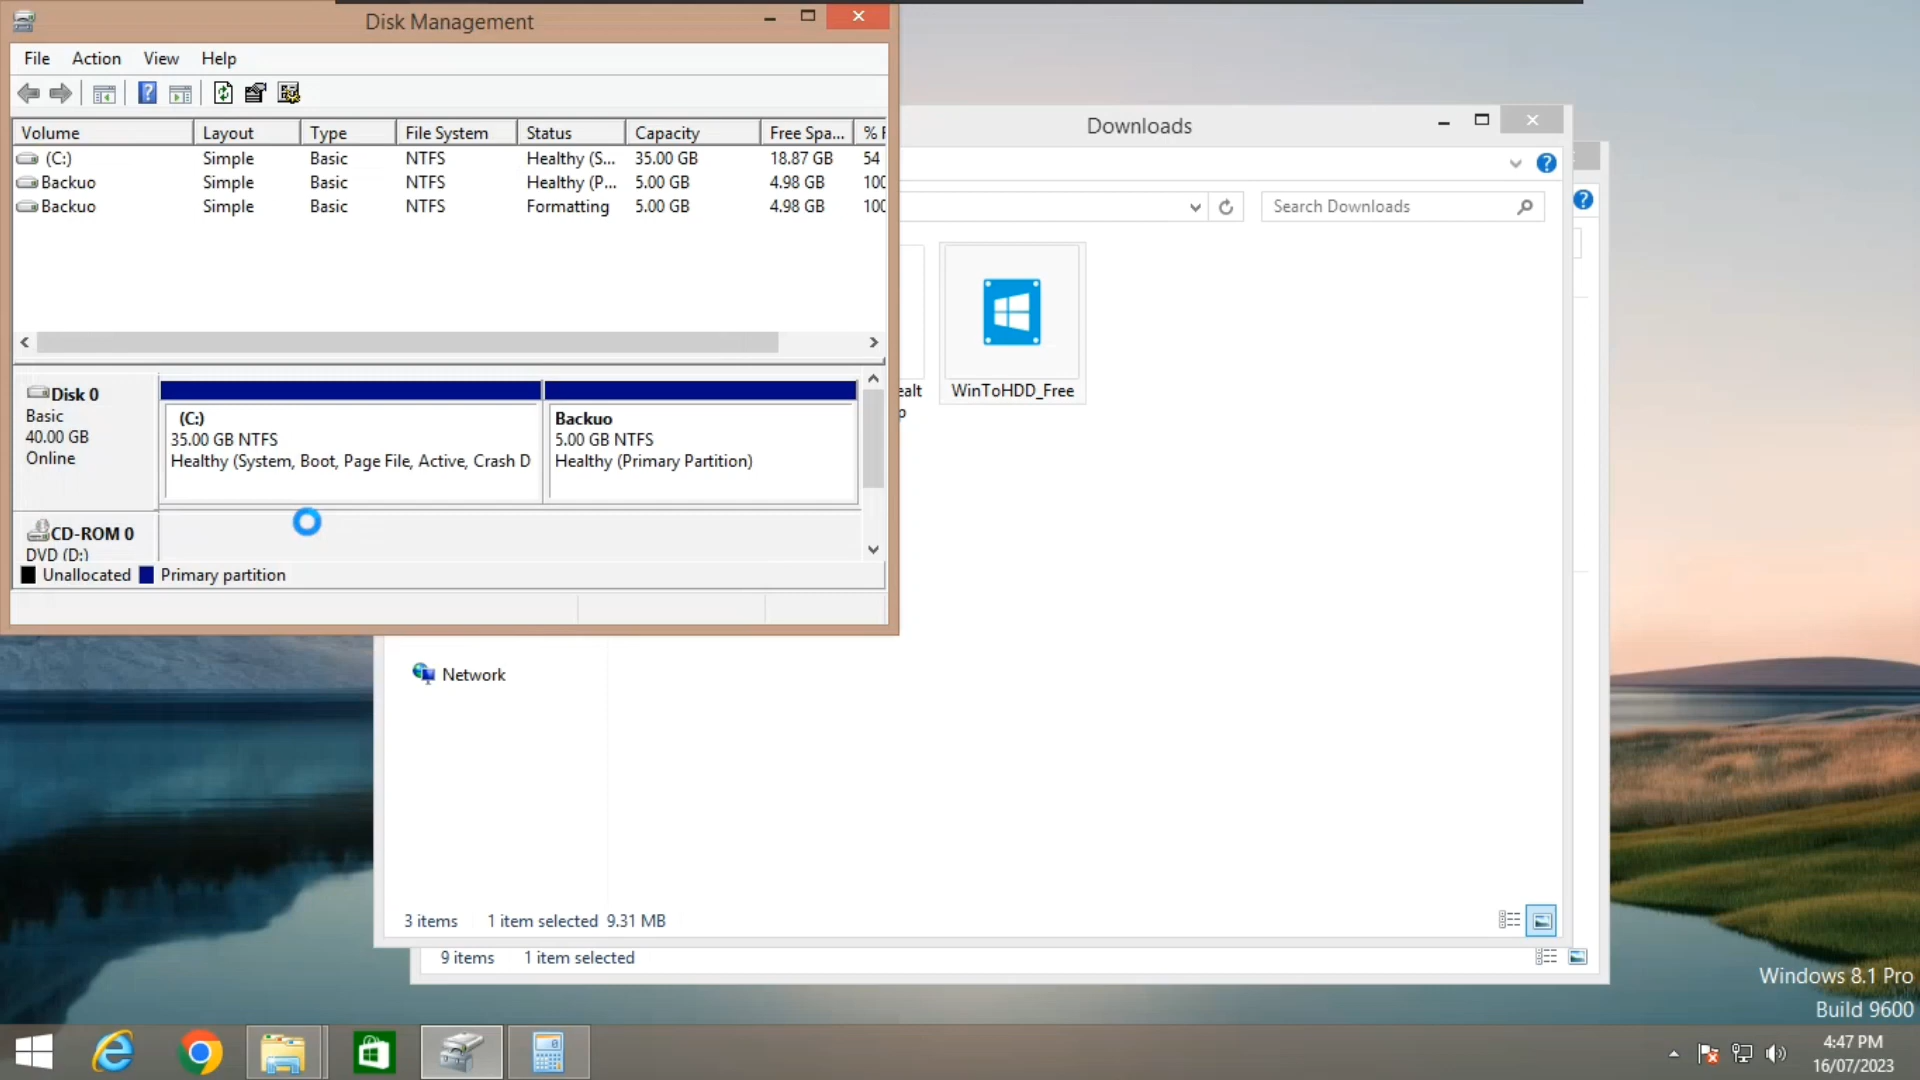 Disk Management
File Action View Help
Volume Layout Type File System Status Capacity Free Spa... % F
(C:) Simple Basic NTFS Healthy (S... 35.00 GB 18.87 GB 54
Backuo Simple Basic NTFS Healthy (P... 5.00 GB 4.98 GB 100
Backuo Simple Basic NTFS Formatting 5.00 GB 4.98 GB 100
Disk 0
Basic
40.00 GB
Online
(C:)
35.00 GB NTFS
Healthy (System, Boot, Page File, Active, Crash D
Backuo
5.00 GB NTFS
Healthy (Primary Partition)
CD-ROM 0
DVD (D:)
Unallocated Primary partition
Downloads
Search Downloads
WinToHDD_Free
Network
3 items 1 item selected 9.31 MB
9 items 1 item selected
Windows 8.1 Pro
Build 9600
4:47 PM
16/07/2023